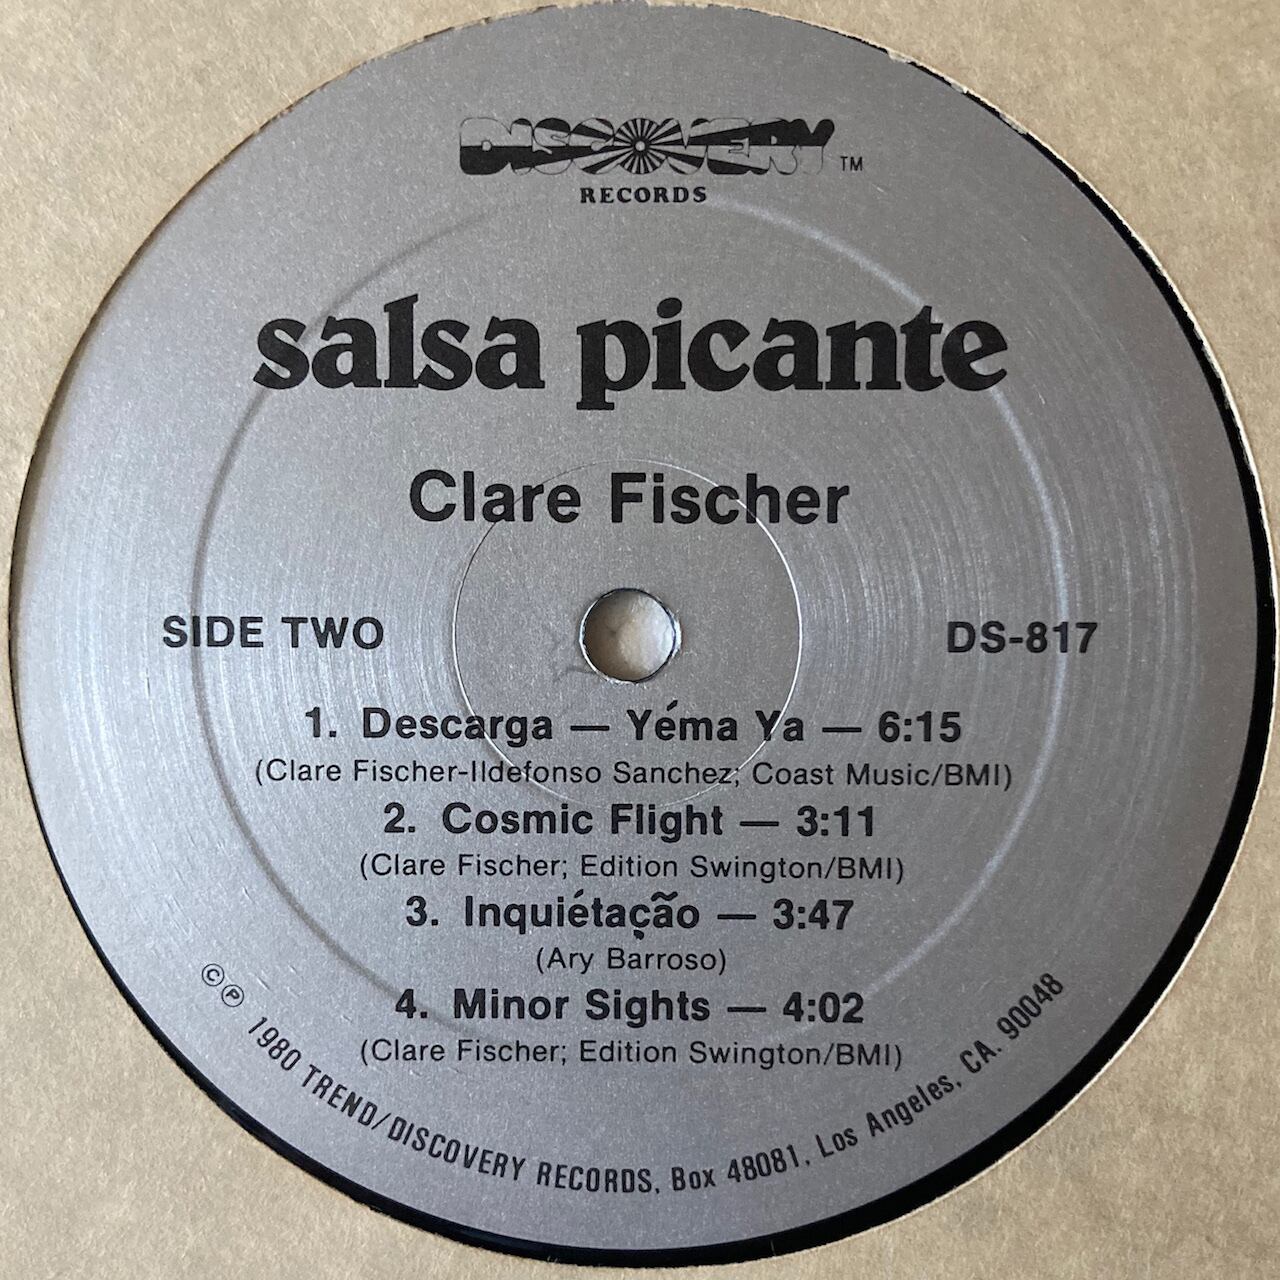 DISCOVERY TM
RECORDS
salsa picante
Clare Fischer
SIDE TWO
DS-817
1. Descarga — Yéma Ya — 6:15
(Clare Fischer-Ildefonso Sanchez; Coast Music/BMI)
2. Cosmic Flight — 3:11
(Clare Fischer; Edition Swington/BMI)
3. Inquiétação — 3:47
(Ary Barroso)
4. Minor Sights — 4:02
(Clare Fischer; Edition Swington/BMI)
© ℗ 1980 TREND/DISCOVERY RECORDS, Box 48081, Los Angeles, CA. 90048